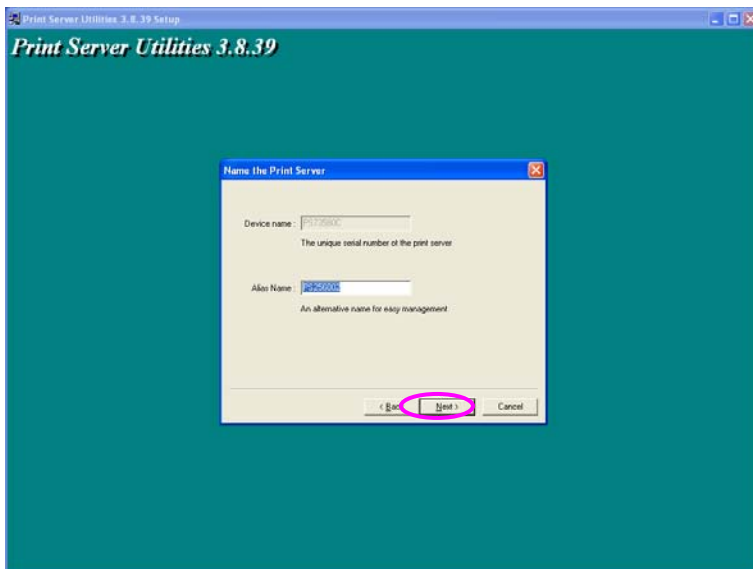 Print Server Utilities 3.8.39 Setup
Print Server Utilities 3.8.39
Name the Print Server
Device name :
The unique serial number of the print server
Alias Name :
An alternative name for easy management
Next >
Cancel